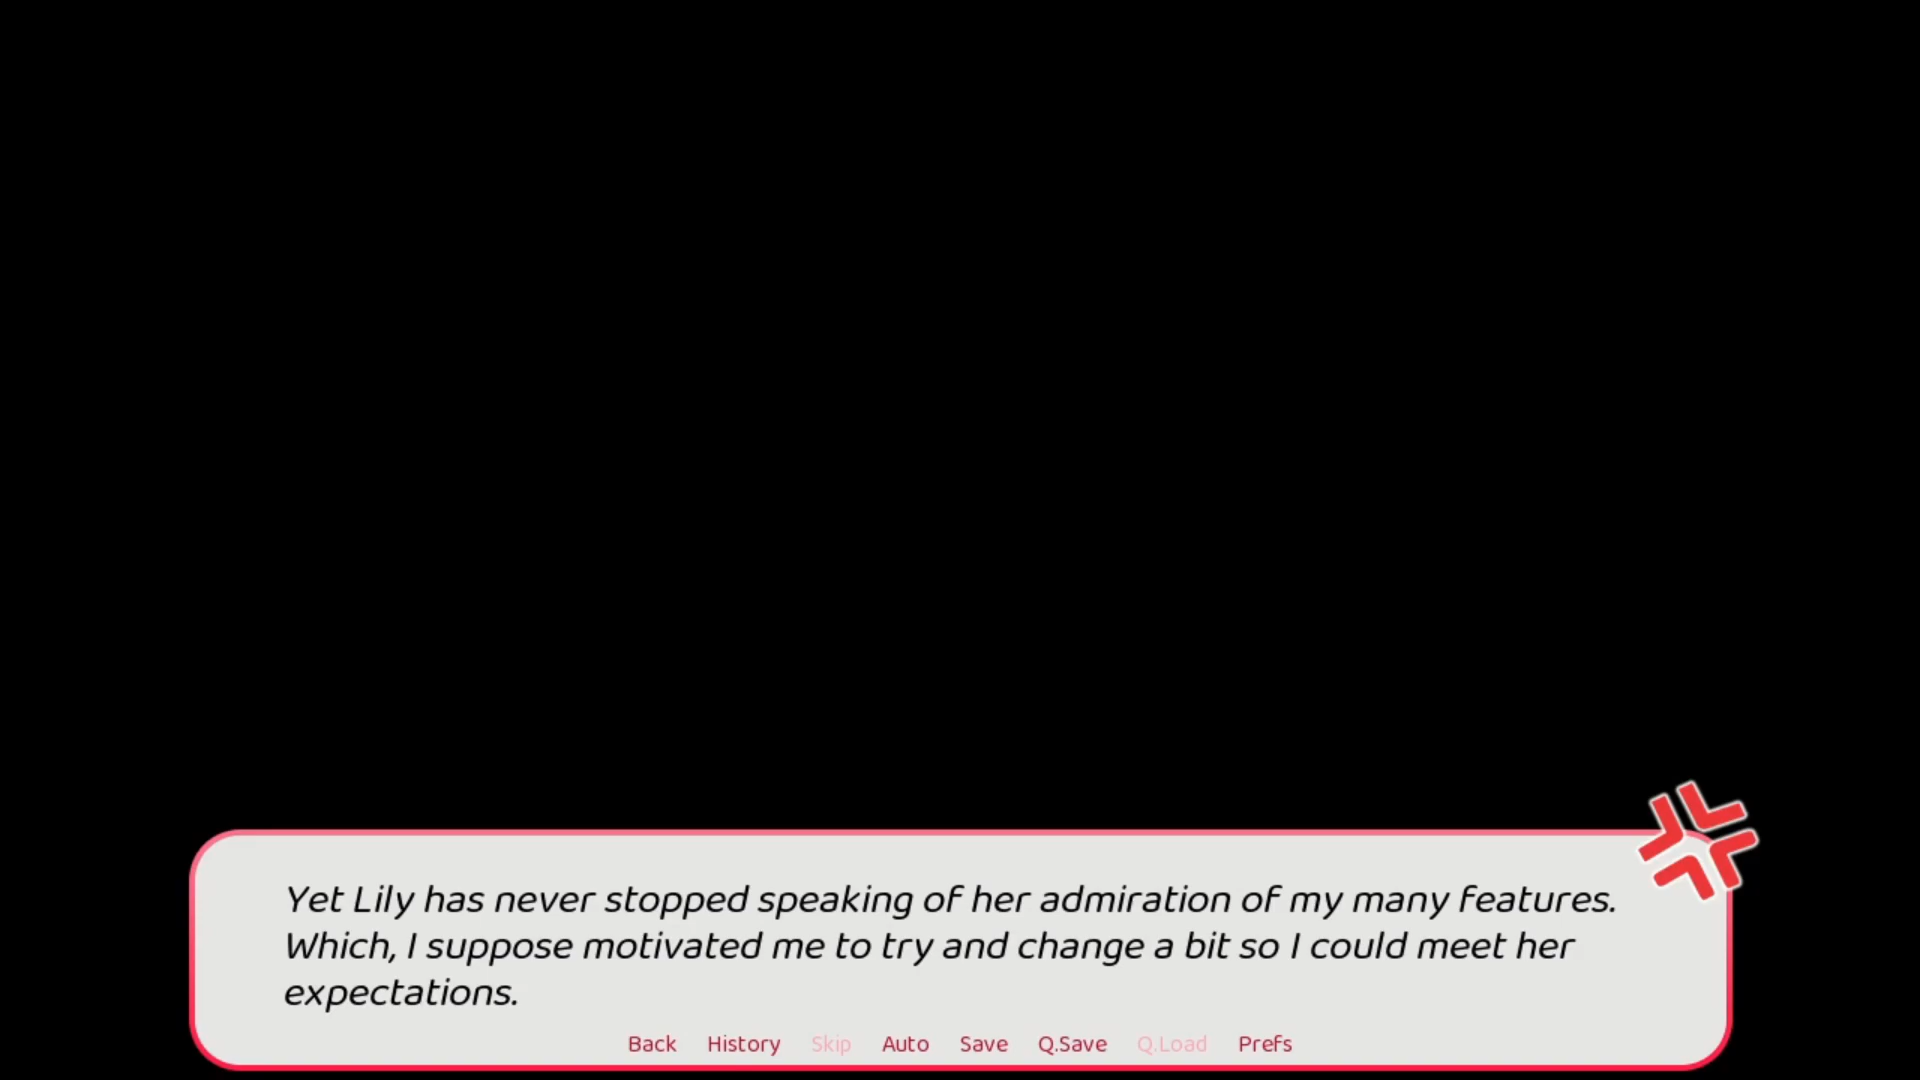 Yet Lily has never stopped speaking of her admiration of my many features.
Which, I suppose motivated me to try and change a bit so I could meet her
expectations.
Back History Skip Auto Save Q.Save Q.Load Prefs